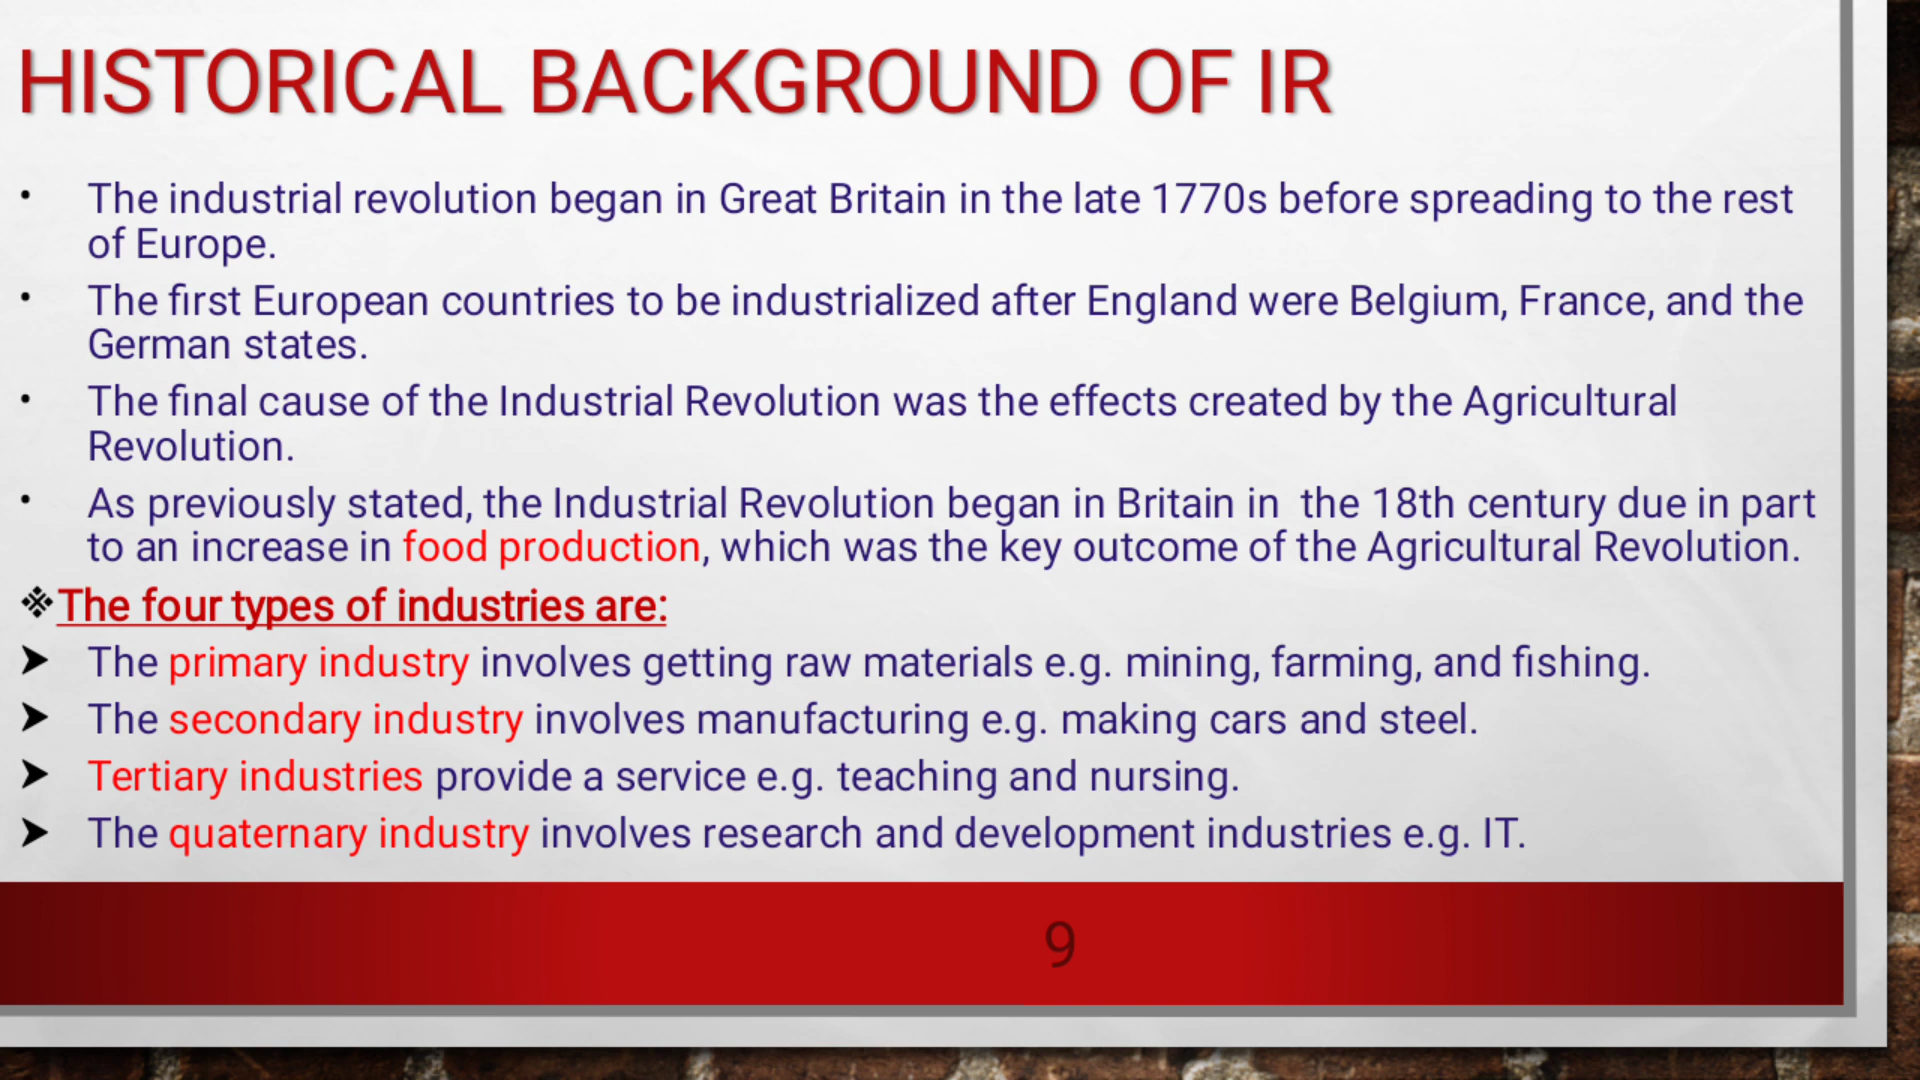 HISTORICAL BACKGROUND OF IR
• The industrial revolution began in Great Britain in the late 1770s before spreading to the rest
of Europe.
• The first European countries to be industrialized after England were Belgium, France, and the
German states.
• The final cause of the Industrial Revolution was the effects created by the Agricultural
Revolution.
• As previously stated, the Industrial Revolution began in Britain in  the 18th century due in part
to an increase in food production, which was the key outcome of the Agricultural Revolution.
❖The four types of industries are:
➤ The primary industry involves getting raw materials e.g. mining, farming, and fishing.
➤ The secondary industry involves manufacturing e.g. making cars and steel.
➤ Tertiary industries provide a service e.g. teaching and nursing.
➤ The quaternary industry involves research and development industries e.g. IT.
9